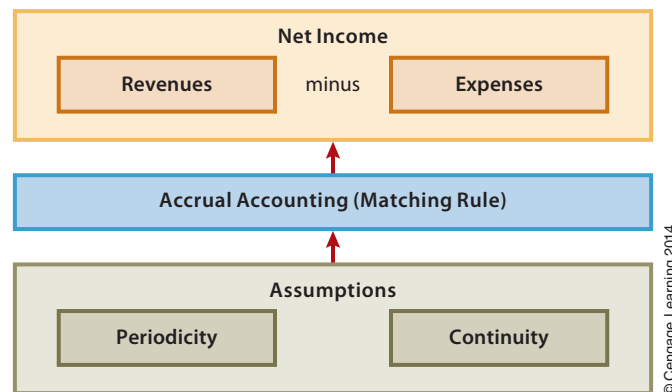 Net Income
Revenues minus Expenses
Accrual Accounting (Matching Rule)
Assumptions
Periodicity Continuity
© Cengage Learning 2014